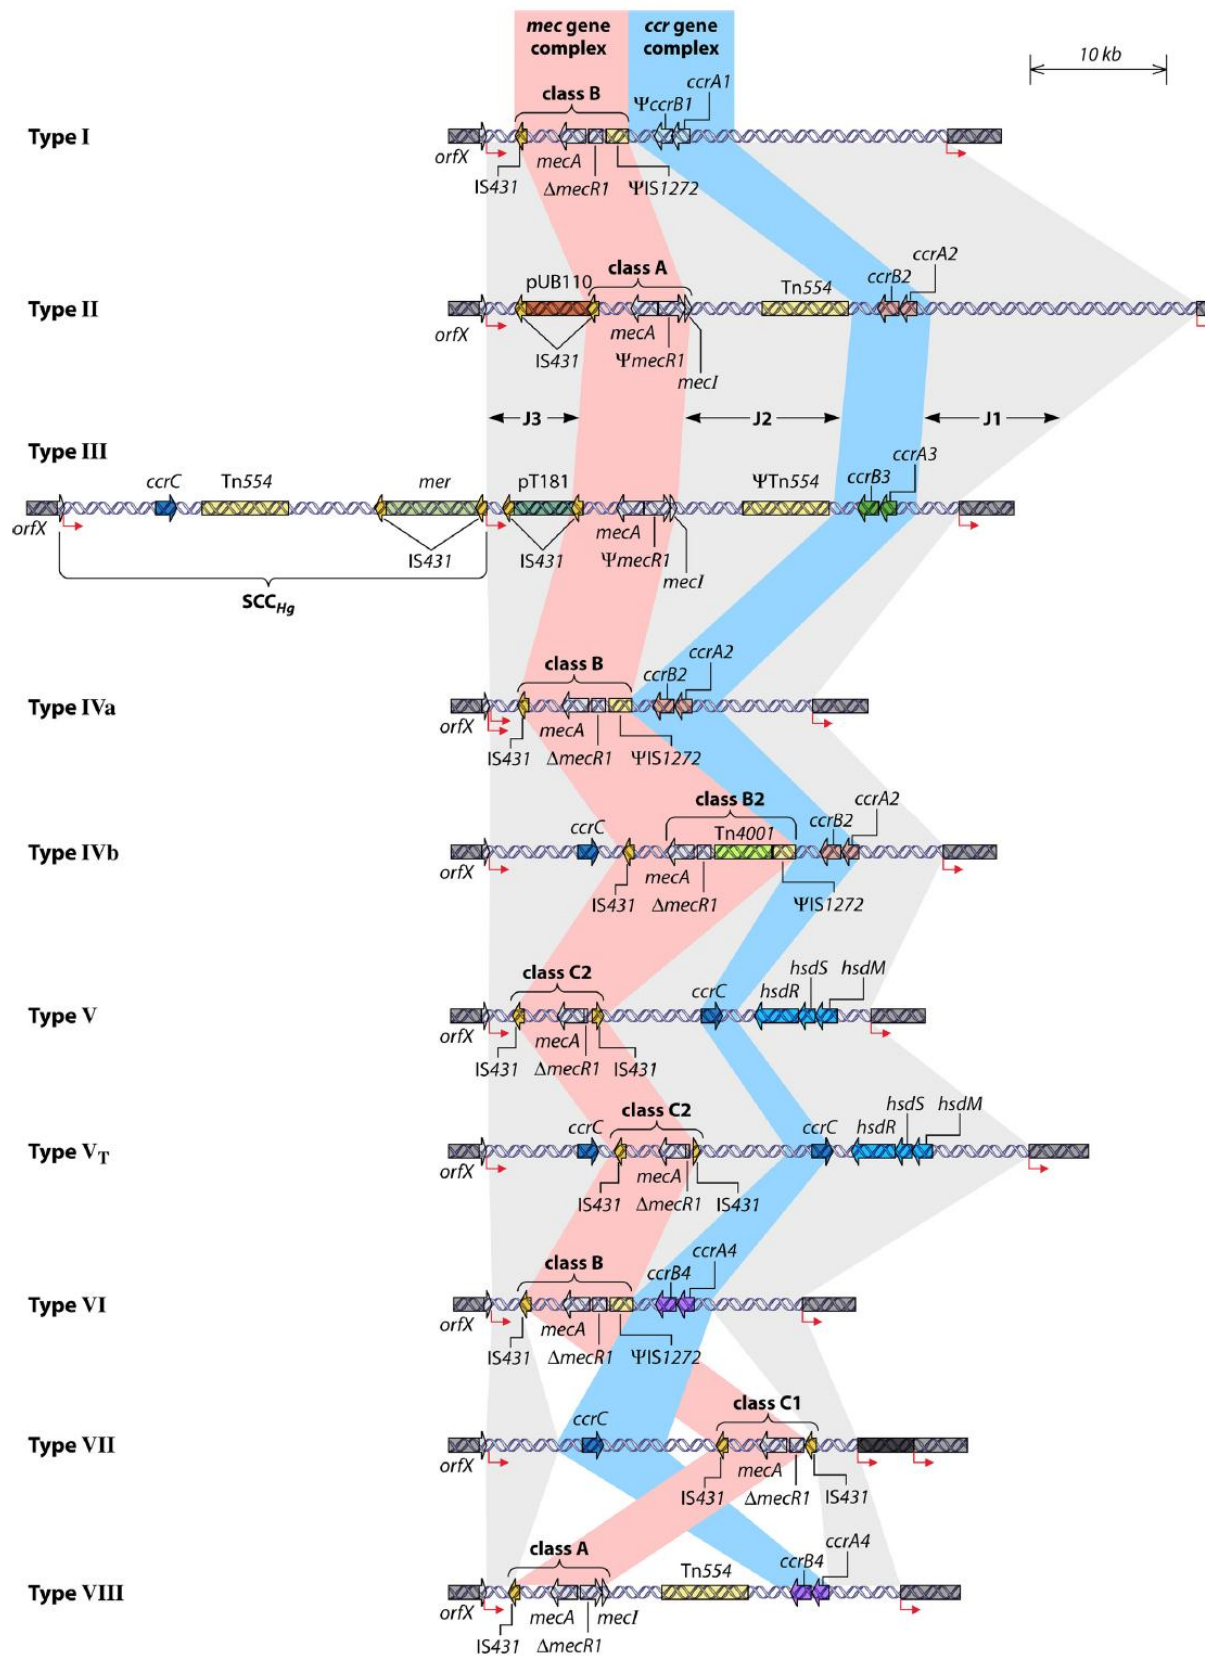 mec gene complex
ccr gene complex
10 kb
class B
ΨccrB1
ccrA1
Type I
orfX
mecA
IS431
ΔmecR1
ΨIS1272
class A
pUB110
Tn554
ccrB2
ccrA2
Type II
orfX
mecA
IS431
ΨmecR1
mecI
J3
J2
J1
Type III
ccrC
Tn554
mer
pT181
ΨTn554
ccrB3
ccrA3
orfX
mecA
IS431
IS431
ΨmecR1
mecI
SCCHg
class B
ccrB2
ccrA2
Type IVa
orfX
mecA
IS431
ΔmecR1
ΨIS1272
class B2
ccrC
Tn4001
ccrB2
ccrA2
Type IVb
orfX
mecA
IS431
ΔmecR1
ΨIS1272
class C2
ccrC
hsdR
hsdS
hsdM
Type V
orfX
mecA
IS431
ΔmecR1
IS431
class C2
ccrC
ccrC
hsdR
hsdS
hsdM
Type VT
orfX
mecA
IS431
ΔmecR1
IS431
class B
ccrB4
ccrA4
Type VI
orfX
mecA
IS431
ΔmecR1
ΨIS1272
class C1
ccrC
Type VII
orfX
mecA
IS431
ΔmecR1
IS431
class A
Tn554
ccrB4
ccrA4
Type VIII
orfX
mecA
mecI
IS431
ΔmecR1